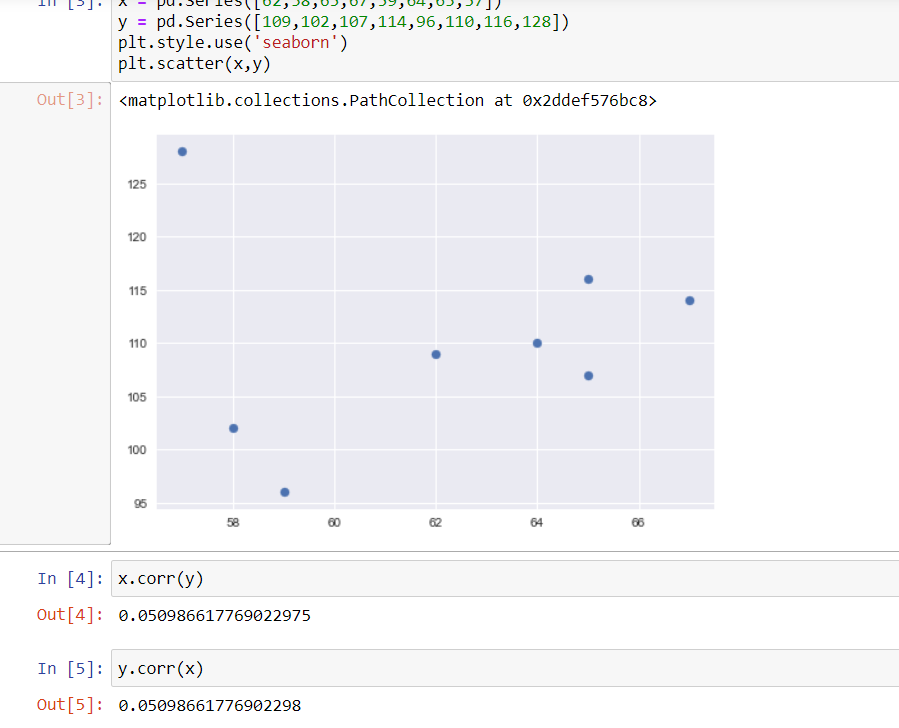 In [3]: x = pd.Series([62,58,65,67,59,64,65,57])
y = pd.Series([109,102,107,114,96,110,116,128])
plt.style.use('seaborn')
plt.scatter(x,y)
Out[3]: <matplotlib.collections.PathCollection at 0x2ddef576bc8>
125
120
115
110
105
100
95
58 60 62 64 66
In [4]: x.corr(y)
Out[4]: 0.050986617769022975
In [5]: y.corr(x)
Out[5]: 0.05098661776902298